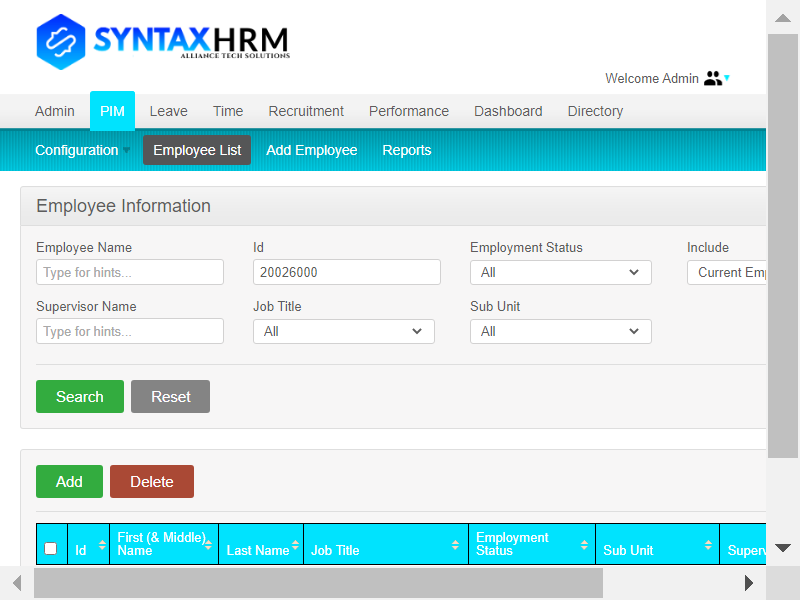 SYNTAXHRM
ALLIANCE TECH SOLUTIONS
Welcome Admin
Admin PIM Leave Time Recruitment Performance Dashboard Directory
Configuration Employee List Add Employee Reports
Employee Information
Employee Name Id Employment Status Include
Type for hints... 20026000 All Current Emp
Supervisor Name Job Title Sub Unit
Type for hints... All All
Search Reset
Add Delete
Id First (& Middle) Name Last Name Job Title Employment Status Sub Unit Superv